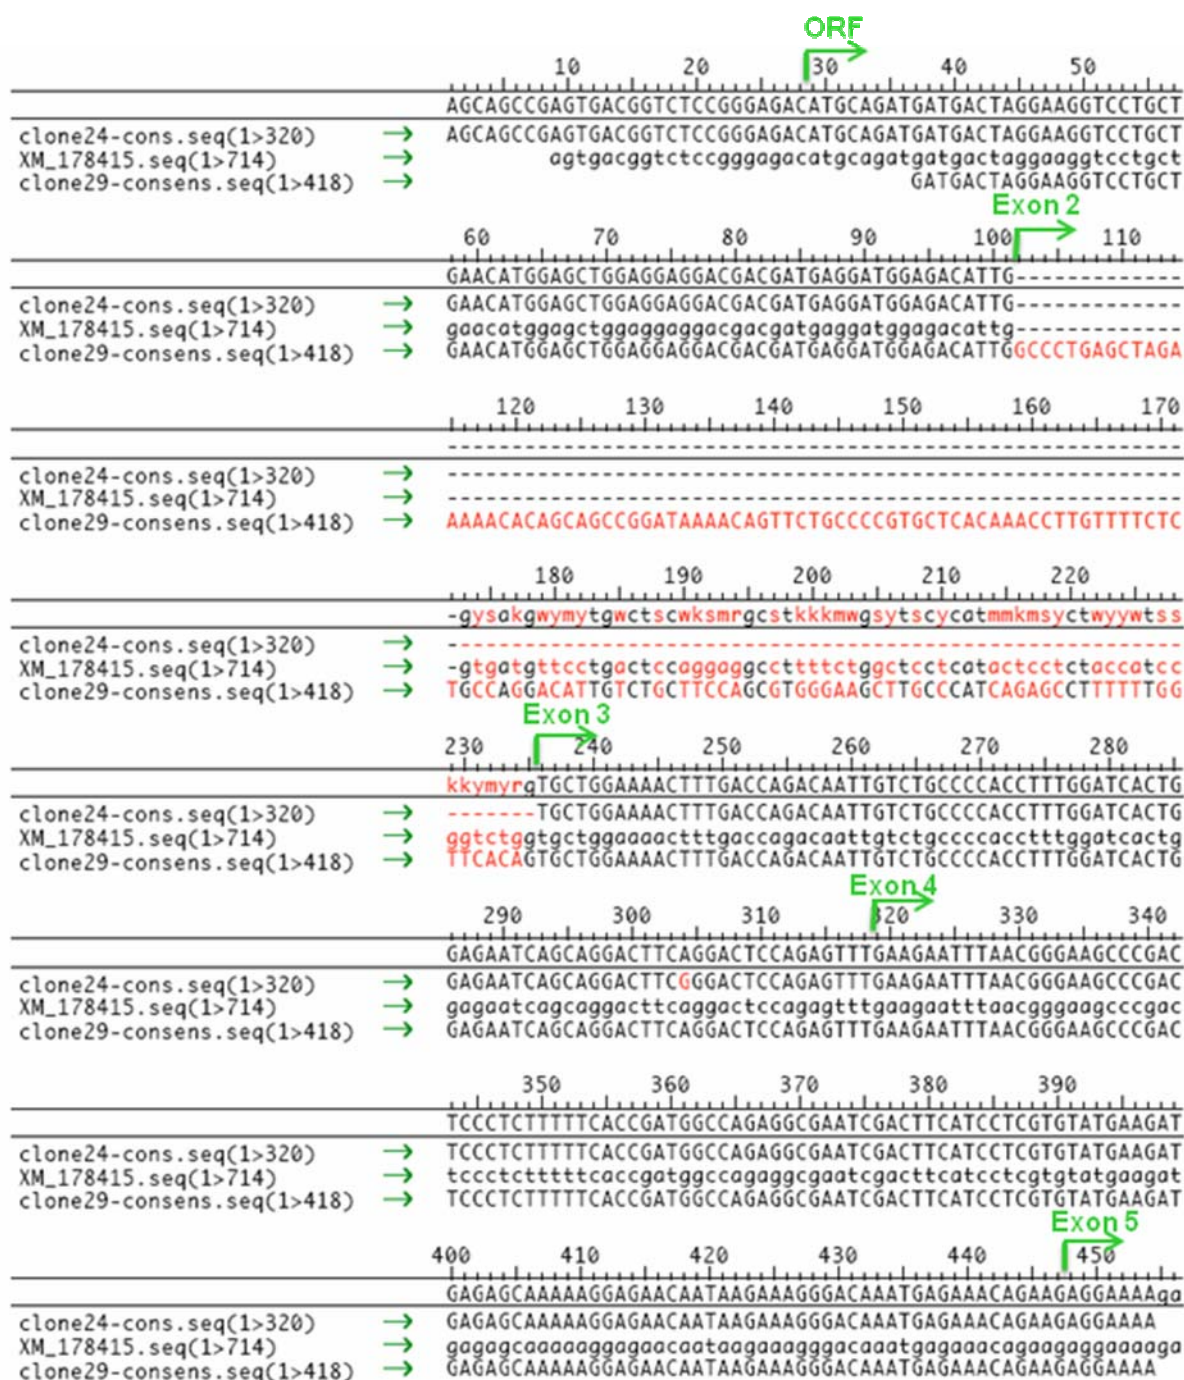 ORF
10 20 30 40 50
AGCAGCCGAGTGACGGTCTCCGGGAGACATGCAGATGATGACTAGGAAGGTCCTGCT
clone24-cons.seq(1>320) → AGCAGCCGAGTGACGGTCTCCGGGAGACATGCAGATGATGACTAGGAAGGTCCTGCT
XM_178415.seq(1>714) → agtgacggtctccgggagacatgcagatgatgactaggaaggtcctgct
clone29-consens.seq(1>418) → GATGACTAGGAAGGTCCTGCT
Exon 2
60 70 80 90 100 110
GAACATGGAGCTGGAGGAGGACGACGATGAGGATGGAGACATTG-------------
clone24-cons.seq(1>320) → GAACATGGAGCTGGAGGAGGACGACGATGAGGATGGAGACATTG-------------
XM_178415.seq(1>714) → gaacatggagctggaggaggacgacgatgaggatggagacattg-------------
clone29-consens.seq(1>418) → GAACATGGAGCTGGAGGAGGACGACGATGAGGATGGAGACATTGGCCCTGAGCTAGA
120 130 140 150 160 170
---------------------------------------------------------
clone24-cons.seq(1>320) → ---------------------------------------------------------
XM_178415.seq(1>714) → ---------------------------------------------------------
clone29-consens.seq(1>418) → AAAACACAGCAGCCGGATAAAACAGTTCTGCCCCGTGCTCACAAACCTTGTTTTCTC
180 190 200 210 220
-gysakgwymytgwctscwksmrgcstkkkmwgsytscycatmmkmsyctwyywtss
clone24-cons.seq(1>320) → ---------------------------------------------------------
XM_178415.seq(1>714) → -gtgatgttcctgactccaggaggccttttctggctcctcatactcctctaccatcc
clone29-consens.seq(1>418) → TGCCAGGACATTGTCTGCTTCCAGCGTGGGAAGCTTGCCCATCAGAGCCTTTTTTGG
Exon 3
230 240 250 260 270 280
kkymyrgTGCTGGAAAACTTTGACCAGACAATTGTCTGCCCCACCTTTGGATCACTG
clone24-cons.seq(1>320) → -------TGCTGGAAAACTTTGACCAGACAATTGTCTGCCCCACCTTTGGATCACTG
XM_178415.seq(1>714) → ggtctggtgctggaaaactttgaccagacaattgtctgccccacctttggatcactg
clone29-consens.seq(1>418) → TTCACAGTGCTGGAAAACTTTGACCAGACAATTGTCTGCCCCACCTTTGGATCACTG
Exon 4
290 300 310 320 330 340
GAGAATCAGCAGGACTTCAGGACTCCAGAGTTTGAAGAATTTAACGGGAAGCCCGAC
clone24-cons.seq(1>320) → GAGAATCAGCAGGACTTCGGGACTCCAGAGTTTGAAGAATTTAACGGGAAGCCCGAC
XM_178415.seq(1>714) → gagaatcagcaggacttcaggactccagagtttgaagaatttaacgggaagcccgac
clone29-consens.seq(1>418) → GAGAATCAGCAGGACTTCAGGACTCCAGAGTTTGAAGAATTTAACGGGAAGCCCGAC
350 360 370 380 390
TCCCTCTTTTTCACCGATGGCCAGAGGCGAATCGACTTCATCCTCGTGTATGAAGAT
clone24-cons.seq(1>320) → TCCCTCTTTTTCACCGATGGCCAGAGGCGAATCGACTTCATCCTCGTGTATGAAGAT
XM_178415.seq(1>714) → tccctctttttcaccgatggccagaggcgaatcgacttcatcctcgtgtatgaagat
clone29-consens.seq(1>418) → TCCCTCTTTTTCACCGATGGCCAGAGGCGAATCGACTTCATCCTCGTGTATGAAGAT
Exon 5
400 410 420 430 440 450
GAGAGCAAAAAGGAGAACAATAAGAAAGGGACAAATGAGAAACAGAAGAGGAAAAga
clone24-cons.seq(1>320) → GAGAGCAAAAAGGAGAACAATAAGAAAGGGACAAATGAGAAACAGAAGAGGAAAA
XM_178415.seq(1>714) → gagagcaaaaaggagaacaataagaaagggacaaatgagaaacagaagaggaaaaga
clone29-consens.seq(1>418) → GAGAGCAAAAAGGAGAACAATAAGAAAGGGACAAATGAGAAACAGAAGAGGAAAA